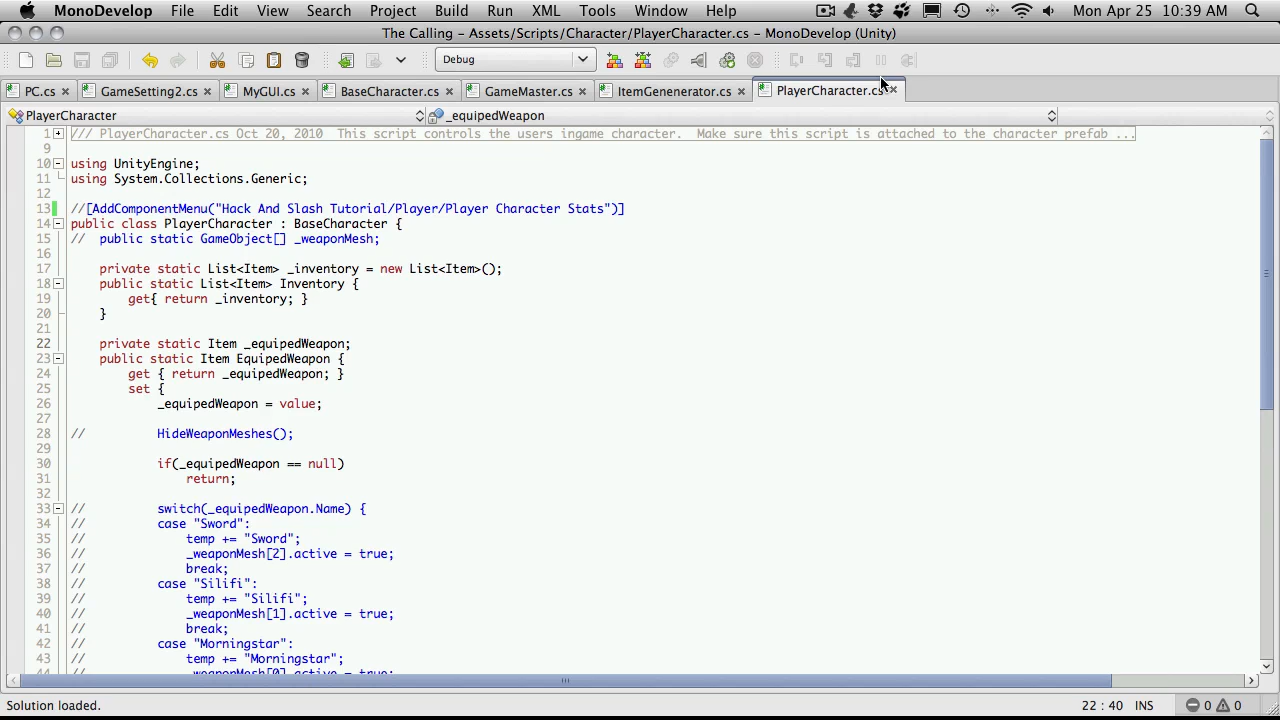 MonoDevelop File Edit View Search Project Build Run XML Tools Window Help Mon Apr 25 10:39 AM
The Calling - Assets/Scripts/Character/PlayerCharacter.cs - MonoDevelop (Unity)
Debug
PC.cs GameSetting2.cs MyGUI.cs BaseCharacter.cs GameMaster.cs ItemGenenerator.cs PlayerCharacter.cs
PlayerCharacter _equipedWeapon
1 /// PlayerCharacter.cs Oct 20, 2010 This script controls the users ingame character. Make sure this script is attached to the character prefab ...
9
10 using UnityEngine;
11 using System.Collections.Generic;
12
13 //[AddComponentMenu("Hack And Slash Tutorial/Player/Player Character Stats")]
14 public class PlayerCharacter : BaseCharacter {
15 // public static GameObject[] _weaponMesh;
16
17 private static List<Item> _inventory = new List<Item>();
18 public static List<Item> Inventory {
19 get{ return _inventory; }
20 }
21
22 private static Item _equipedWeapon;
23 public static Item EquipedWeapon {
24 get { return _equipedWeapon; }
25 set {
26 _equipedWeapon = value;
27
28 // HideWeaponMeshes();
29
30 if(_equipedWeapon == null)
31 return;
32
33 // switch(_equipedWeapon.Name) {
34 // case "Sword":
35 // temp += "Sword";
36 // _weaponMesh[2].active = true;
37 // break;
38 // case "Silifi":
39 // temp += "Silifi";
40 // _weaponMesh[1].active = true;
41 // break;
42 // case "Morningstar":
43 // temp += "Morningstar";
44 // _weaponMesh[0].active = true;
Solution loaded. 22 : 40 INS 0 0